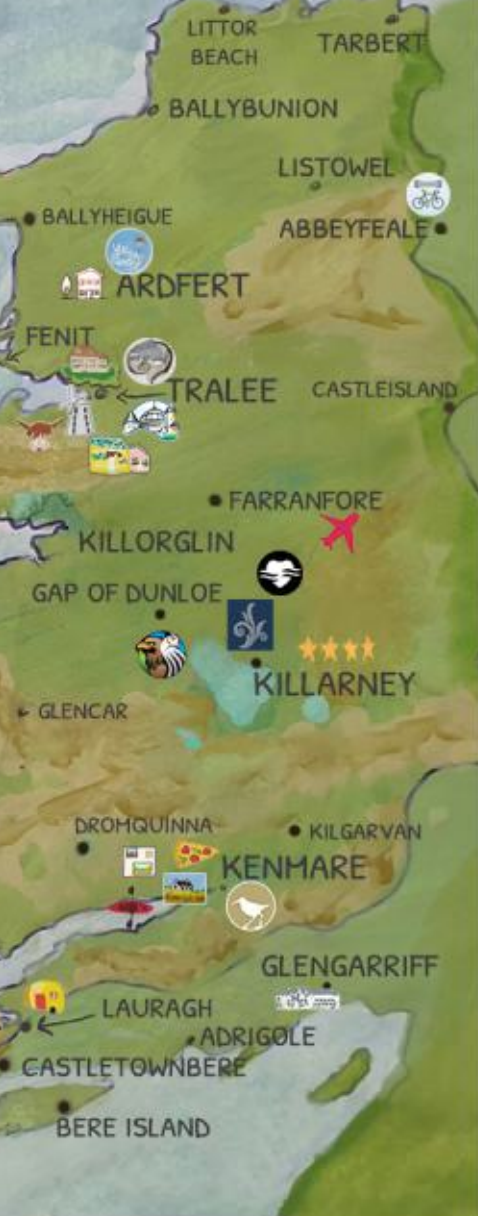 LITTOR
BEACH
TARBERT
BALLYBUNION
LISTOWEL
BALLYHEIGUE
ABBEYFEALE
ARDFERT
FENIT
TRALEE
CASTLEISLAND
FARRANFORE
KILLORGLIN
GAP OF DUNLOE
KILLARNEY
GLENCAR
DROMQUINNA
KILGARVAN
KENMARE
GLENGARRIFF
LAURAGH
ADRIGOLE
CASTLETOWNBERE
BERE ISLAND